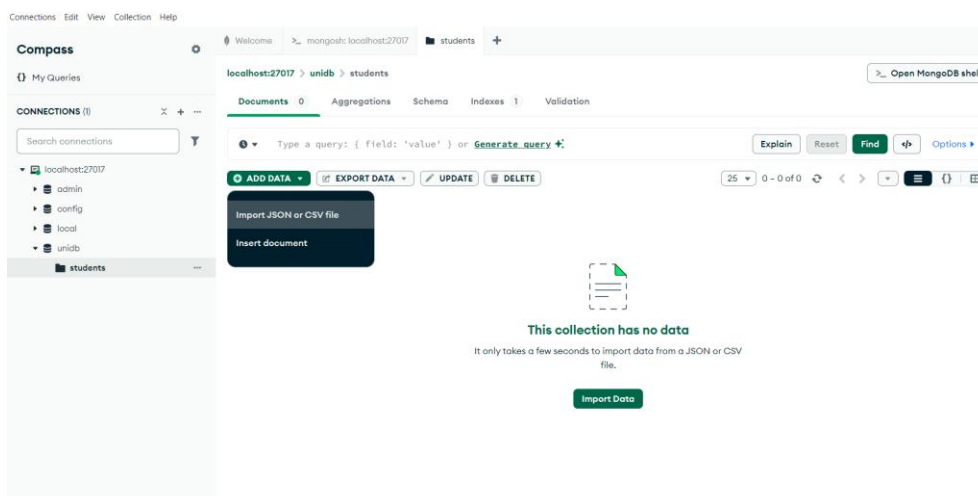 Connections Edit View Collection Help
Compass
{} My Queries
CONNECTIONS (1)
Search connections
localhost:27017
admin
config
local
unidb
students
Welcome >_ mongosh: localhost:27017 students +
localhost:27017 > unidb > students
>_ Open MongoDB shel
Documents 0 Aggregations Schema Indexes 1 Validation
Type a query: { field: 'value' } or Generate query
Explain Reset Find </> Options
ADD DATA EXPORT DATA UPDATE DELETE
25 0 – 0 of 0 {}
Import JSON or CSV file
Insert document
This collection has no data
It only takes a few seconds to import data from a JSON or CSV
file.
Import Data